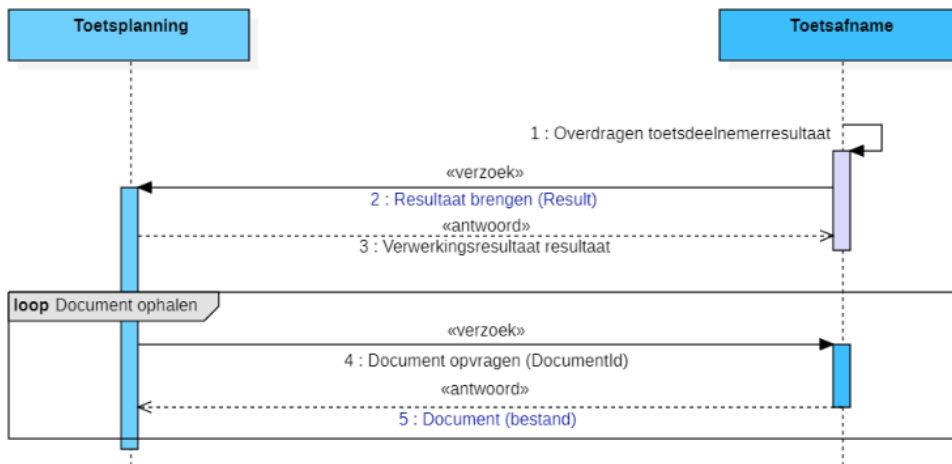 Toetsplanning
Toetsafname
1 : Overdragen toetsdeelnemerresultaat
«verzoek»
2 : Resultaat brengen (Result)
«antwoord»
3 : Verwerkingsresultaat resultaat
loop Document ophalen
«verzoek»
4 : Document opvragen (DocumentId)
«antwoord»
5 : Document (bestand)